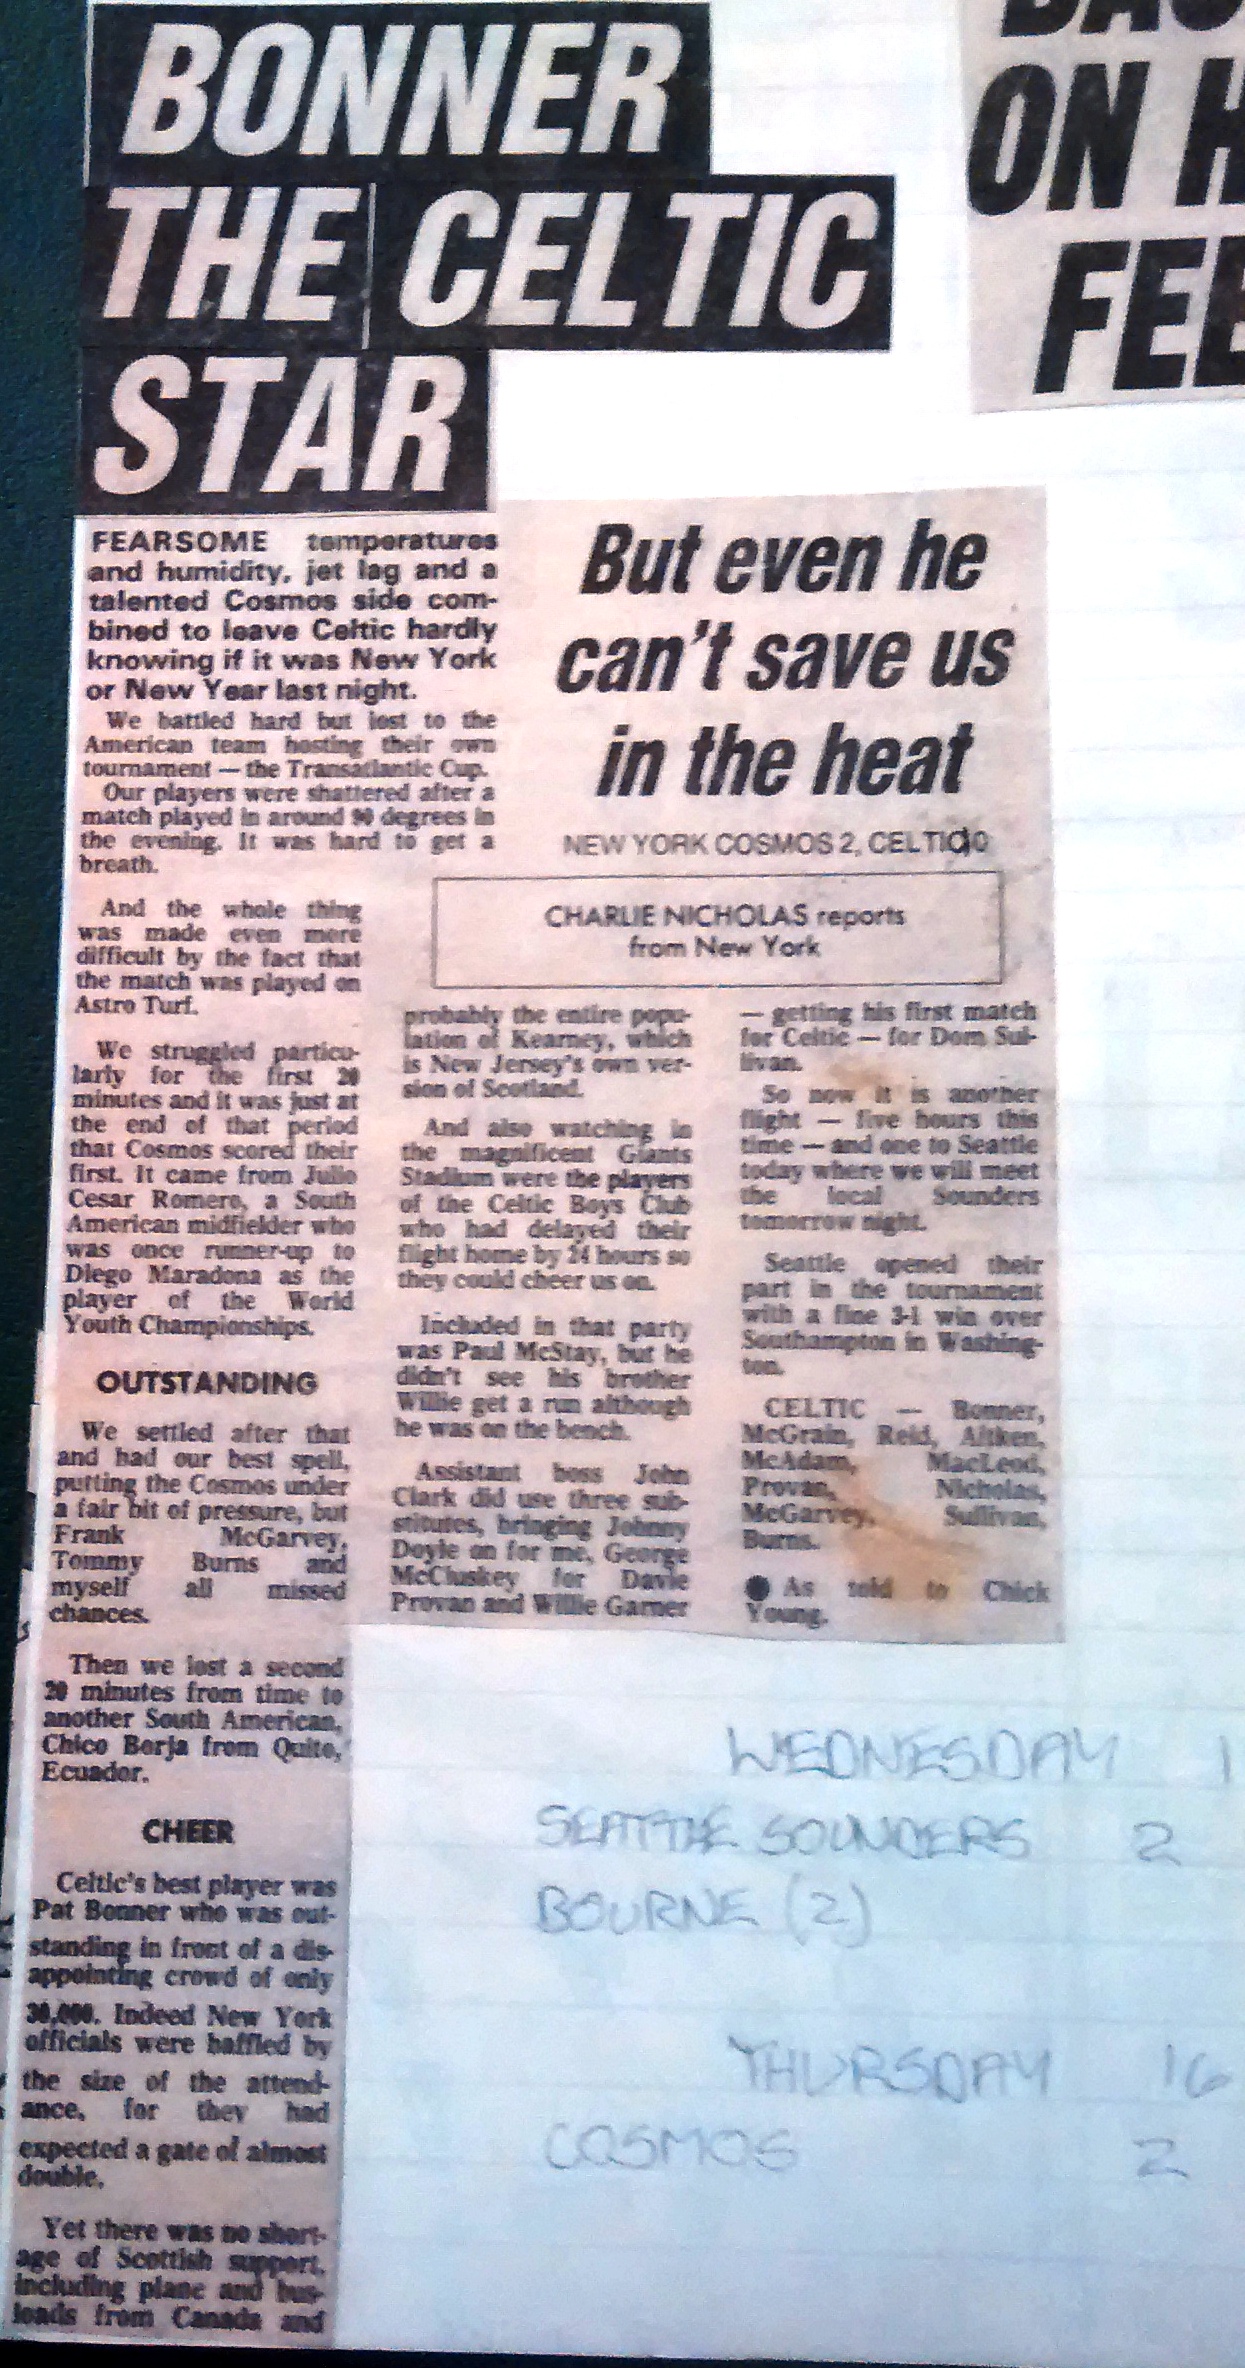 BONNER
THE CELTIC
STAR
FEARSOME temperatures
and humidity, jet lag and a
talented Cosmos side com-
bined to leave Celtic hardly
knowing if it was New York
or New Year last night.
We battled hard but lost to the
American team hosting their own
tournament — the Transatlantic Cup.
Our players were shattered after a
match played in around 90 degrees in
the evening. It was hard to get a
breath.
And the whole thing
was made even more
difficult by the fact that
the match was played on
Astro Turf.
We struggled particu-
larly for the first 20
minutes and it was just at
the end of that period
that Cosmos scored their
first. It came from Julio
Cesar Romero, a South
American midfielder who
was once runner-up to
Diego Maradona as the
player of the World
Youth Championships.
OUTSTANDING
We settled after that
and had our best spell,
putting the Cosmos under
a fair bit of pressure, but
Frank McGarvey,
Tommy Burns and
myself all missed
chances.
Then we lost a second
20 minutes from time to
another South American,
Chico Borja from Quito,
Ecuador.
CHEER
Celtic's best player was
Pat Bonner who was out-
standing in front of a dis-
appointing crowd of only
30,000. Indeed New York
officials were baffled by
the size of the attend-
ance, for they had
expected a gate of almost
double.
Yet there was no short-
age of Scottish support,
including plane and bus-
loads from Canada and
But even he
can't save us
in the heat
NEW YORK COSMOS 2, CELTIC 0
CHARLIE NICHOLAS reports
from New York
probably the entire popu-
lation of Kearney, which
is New Jersey's own ver-
sion of Scotland.
And also watching in
the magnificent Giants
Stadium were the players
of the Celtic Boys Club
who had delayed their
flight home by 24 hours so
they could cheer us on.
Included in that party
was Paul McStay, but he
didn't see his brother
Willie get a run although
he was on the bench.
Assistant boss John
Clark did use three sub-
stitutes, bringing Johnny
Doyle on for me, George
McCluskey for Davie
Provan and Willie Garner
— getting his first match
for Celtic — for Dom Sul-
livan.
So now it is another
flight — five hours this
time — and one to Seattle
today where we will meet
the local Sounders
tomorrow night.
Seattle opened their
part in the tournament
with a fine 3-1 win over
Southampton in Washing-
ton.
CELTIC — Bonner,
McGrain, Reid, Aitken,
McAdam, MacLeod,
Provan, Nicholas,
McGarvey, Sullivan,
Burns.
● As told to Chick
Young.
ON H
FEE
WEDNESDAY 1
SEATTLE SOUNDERS 2
BOURNE (2)
THURSDAY 16
COSMOS 2